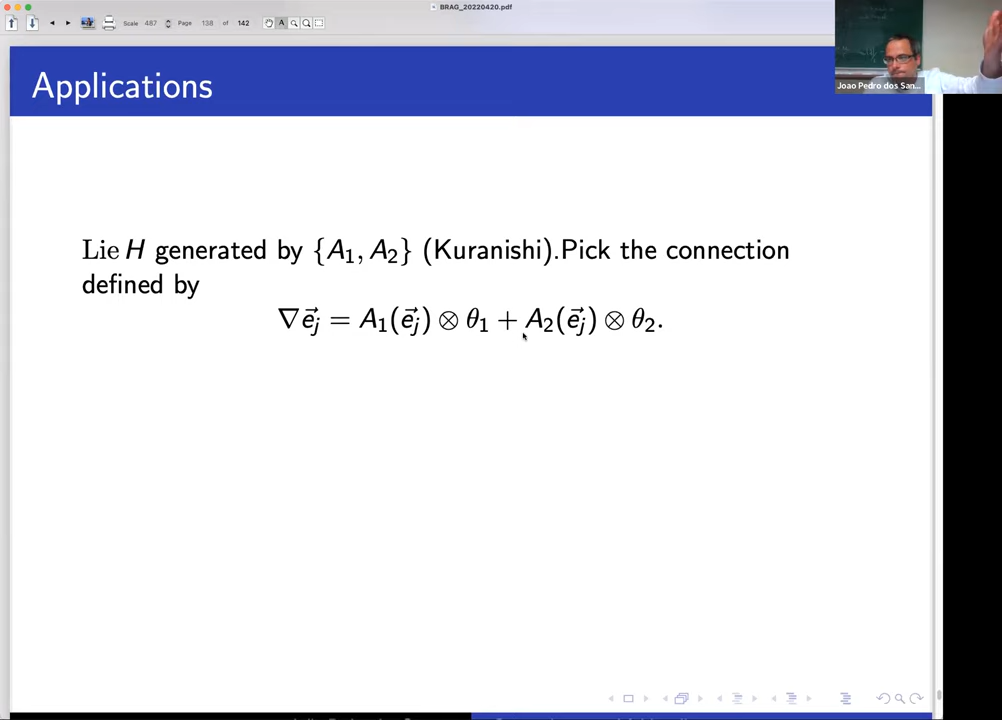 BRAG_20220420.pdf
Scale 487 Page 138 of 142
Joao Pedro dos San...
Applications
Lie H generated by {A₁, A₂} (Kuranishi).Pick the connection
defined by
∇e⃗ⱼ = A₁(e⃗ⱼ) ⊗ θ₁ + A₂(e⃗ⱼ) ⊗ θ₂.